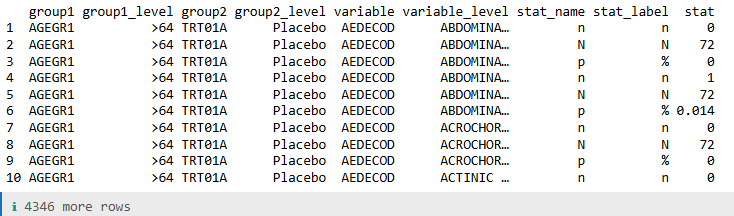 group1 group1_level group2 group2_level variable variable_level stat_name stat_label stat
1 AGEGR1 >64 TRT01A Placebo AEDECOD ABDOMINA… n n 0
2 AGEGR1 >64 TRT01A Placebo AEDECOD ABDOMINA… N N 72
3 AGEGR1 >64 TRT01A Placebo AEDECOD ABDOMINA… p % 0
4 AGEGR1 >64 TRT01A Placebo AEDECOD ABDOMINA… n n 1
5 AGEGR1 >64 TRT01A Placebo AEDECOD ABDOMINA… N N 72
6 AGEGR1 >64 TRT01A Placebo AEDECOD ABDOMINA… p % 0.014
7 AGEGR1 >64 TRT01A Placebo AEDECOD ACROCHOR… n n 0
8 AGEGR1 >64 TRT01A Placebo AEDECOD ACROCHOR… N N 72
9 AGEGR1 >64 TRT01A Placebo AEDECOD ACROCHOR… p % 0
10 AGEGR1 >64 TRT01A Placebo AEDECOD ACTINIC … n n 0
ℹ 4346 more rows